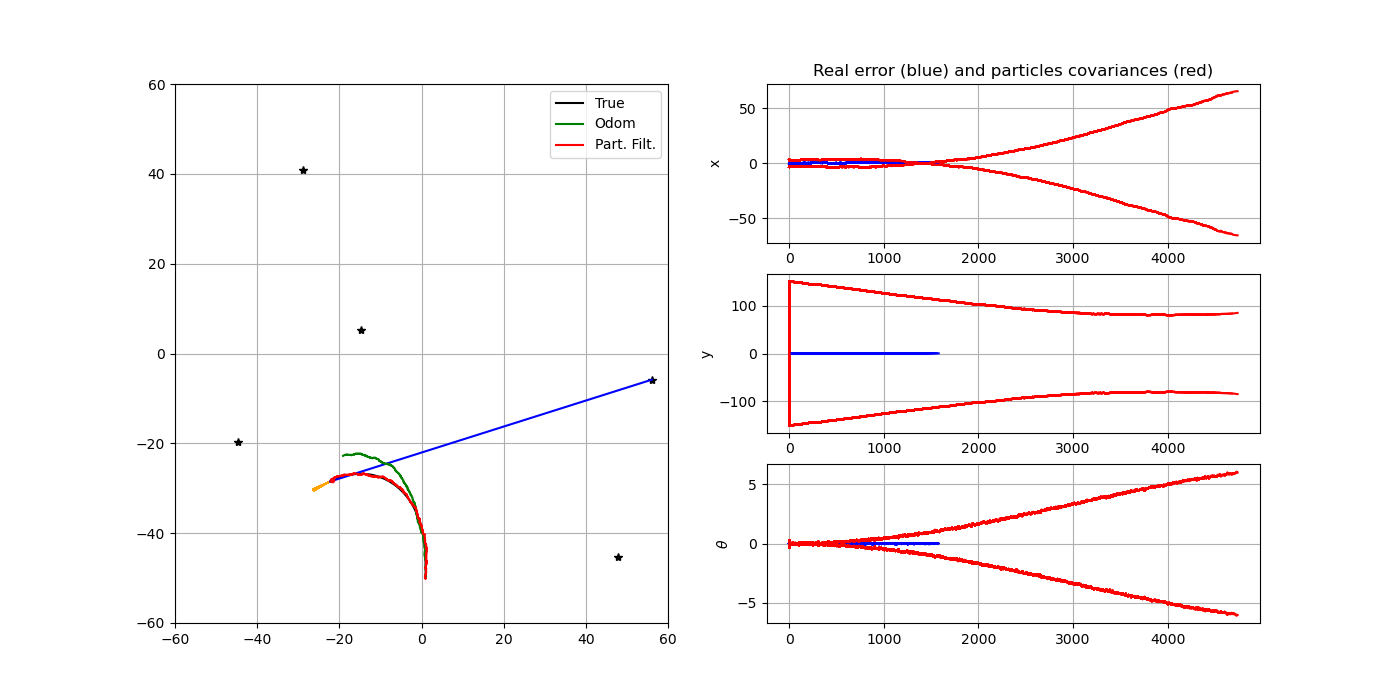 60
40
20
0
−20
−40
−60
−60 −40 −20 0 20 40 60
True
Odom
Part. Filt.
Real error (blue) and particles covariances (red)
x
50
0
−50
0 1000 2000 3000 4000
y
100
0
−100
0 1000 2000 3000 4000
θ
5
0
−5
0 1000 2000 3000 4000